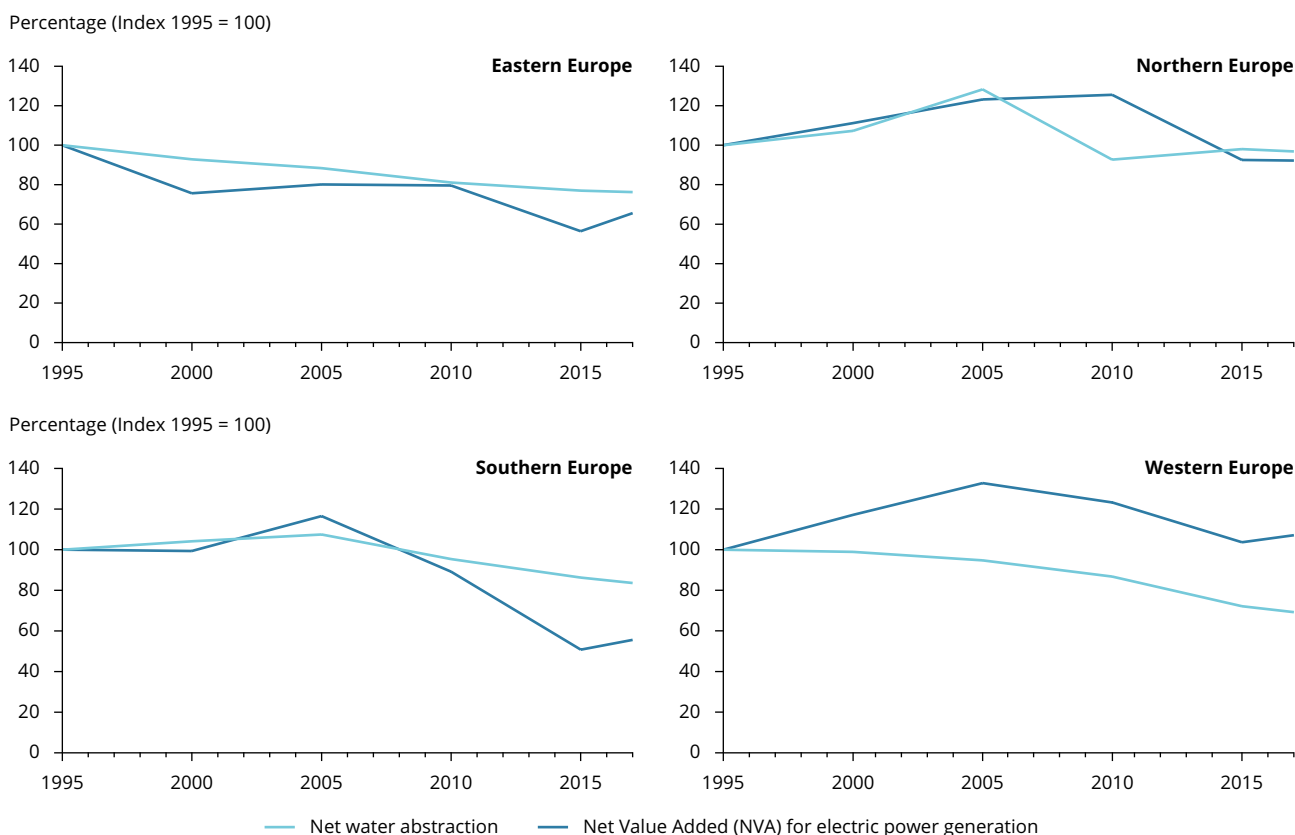 Percentage (Index 1995 = 100)
Eastern Europe
140
120
100
80
60
40
20
0
1995 2000 2005 2010 2015
Northern Europe
140
120
100
80
60
40
20
0
1995 2000 2005 2010 2015
Percentage (Index 1995 = 100)
Southern Europe
140
120
100
80
60
40
20
0
1995 2000 2005 2010 2015
Western Europe
140
120
100
80
60
40
20
0
1995 2000 2005 2010 2015
Net water abstraction Net Value Added (NVA) for electric power generation